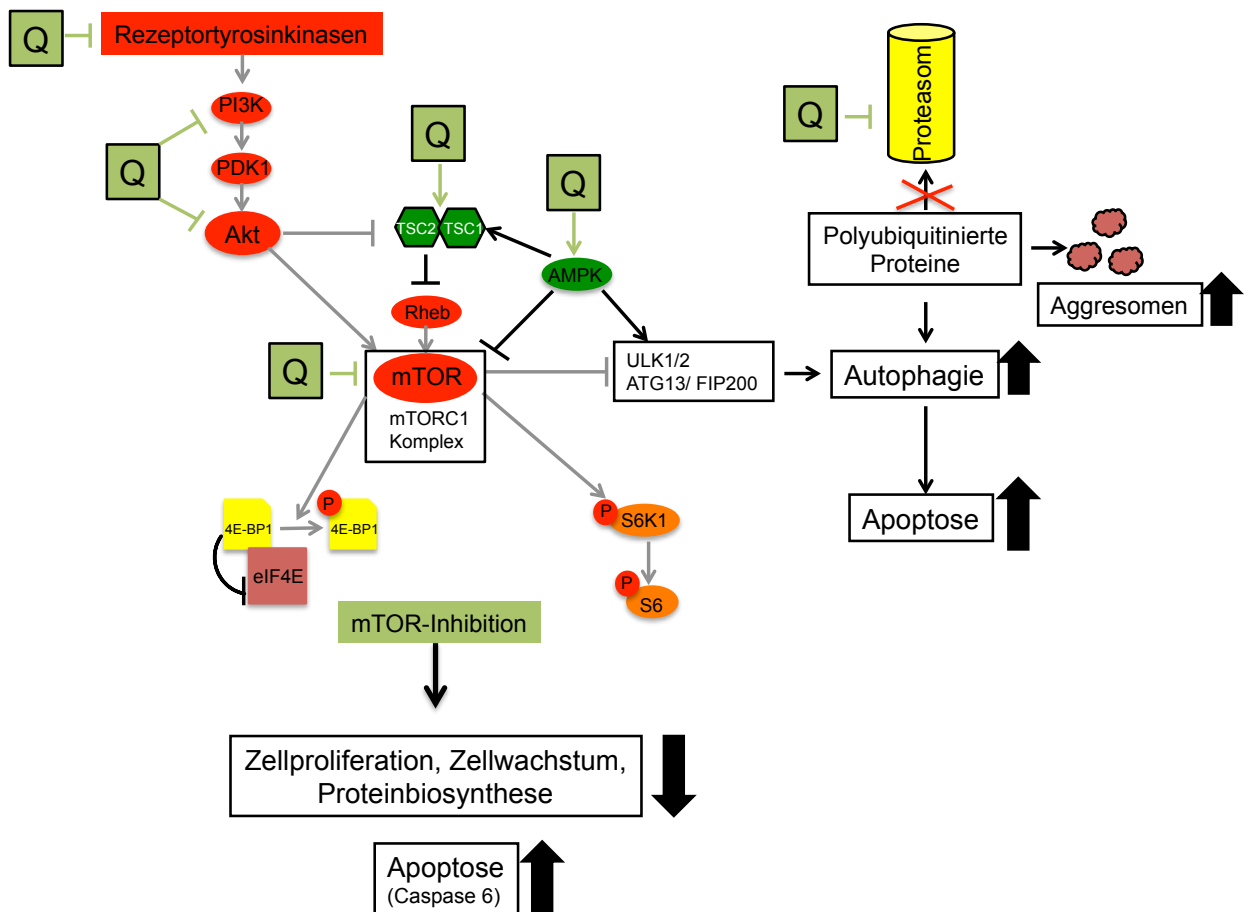 Q
Rezeptortyrosinkinasen
PI3K
Q
PDK1
Akt
Q
TSC2
TSC1
Q
AMPK
Rheb
Q
mTOR
mTORC1
Komplex
ULK1/2
ATG13/ FIP200
Q
Proteasom
Polyubiquitinierte
Proteine
Aggresomen
Autophagie
Apoptose
4E-BP1
P
4E-BP1
eIF4E
P
S6K1
P
S6
mTOR-Inhibition
Zellproliferation, Zellwachstum,
Proteinbiosynthese
Apoptose
(Caspase 6)